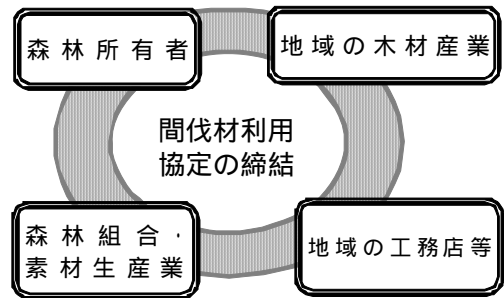 森林所有者
地域の木材産業
間伐材利用
協定の締結
森林組合・
素材生産業
地域の工務店等